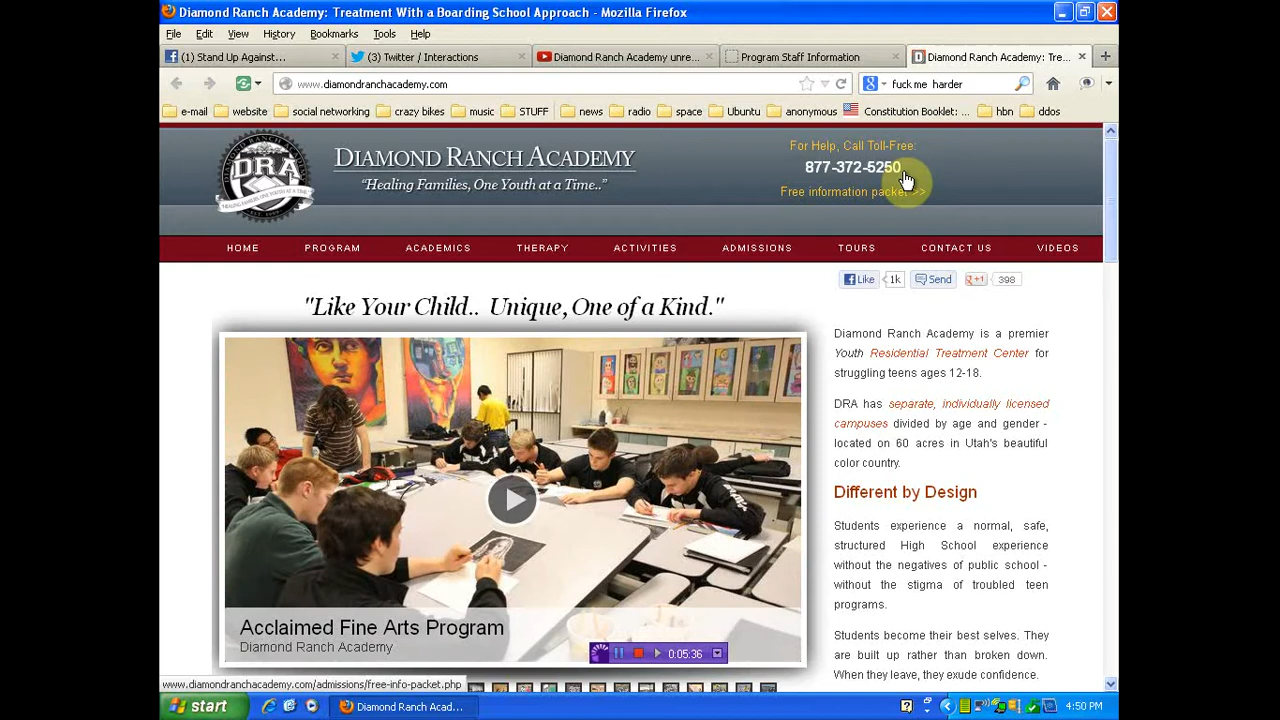 Diamond Ranch Academy: Treatment With a Boarding School Approach - Mozilla Firefox
File Edit View History Bookmarks Tools Help
(1) Stand Up Against... (3) Twitter / Interactions Diamond Ranch Academy unre... Program Staff Information Diamond Ranch Academy: Tre...
www.diamondranchacademy.com fuck me harder
e-mail website social networking crazy bikes music STUFF news radio space Ubuntu anonymous Constitution Booklet: ... hbn ddos
DRA
HEALING FAMILIES, ONE YOUTH AT A TIME
DIAMOND RANCH ACADEMY
"Healing Families, One Youth at a Time.."
For Help, Call Toll-Free:
877-372-5250
Free information packet >>
HOME PROGRAM ACADEMICS THERAPY ACTIVITIES ADMISSIONS TOURS CONTACT US VIDEOS
Like 1k Send +1 398
"Like Your Child.. Unique, One of a Kind."
Acclaimed Fine Arts Program
Diamond Ranch Academy
0:05:36
Diamond Ranch Academy is a premier
Youth Residential Treatment Center for
struggling teens ages 12-18.
DRA has separate, individually licensed
campuses divided by age and gender -
located on 60 acres in Utah's beautiful
color country.
Different by Design
Students experience a normal, safe,
structured High School experience
without the negatives of public school -
without the stigma of troubled teen
programs.
Students become their best selves. They
are built up rather than broken down.
When they leave, they exude confidence.
www.diamondranchacademy.com/admissions/free-info-packet.php
start Diamond Ranch Acad... 4:50 PM